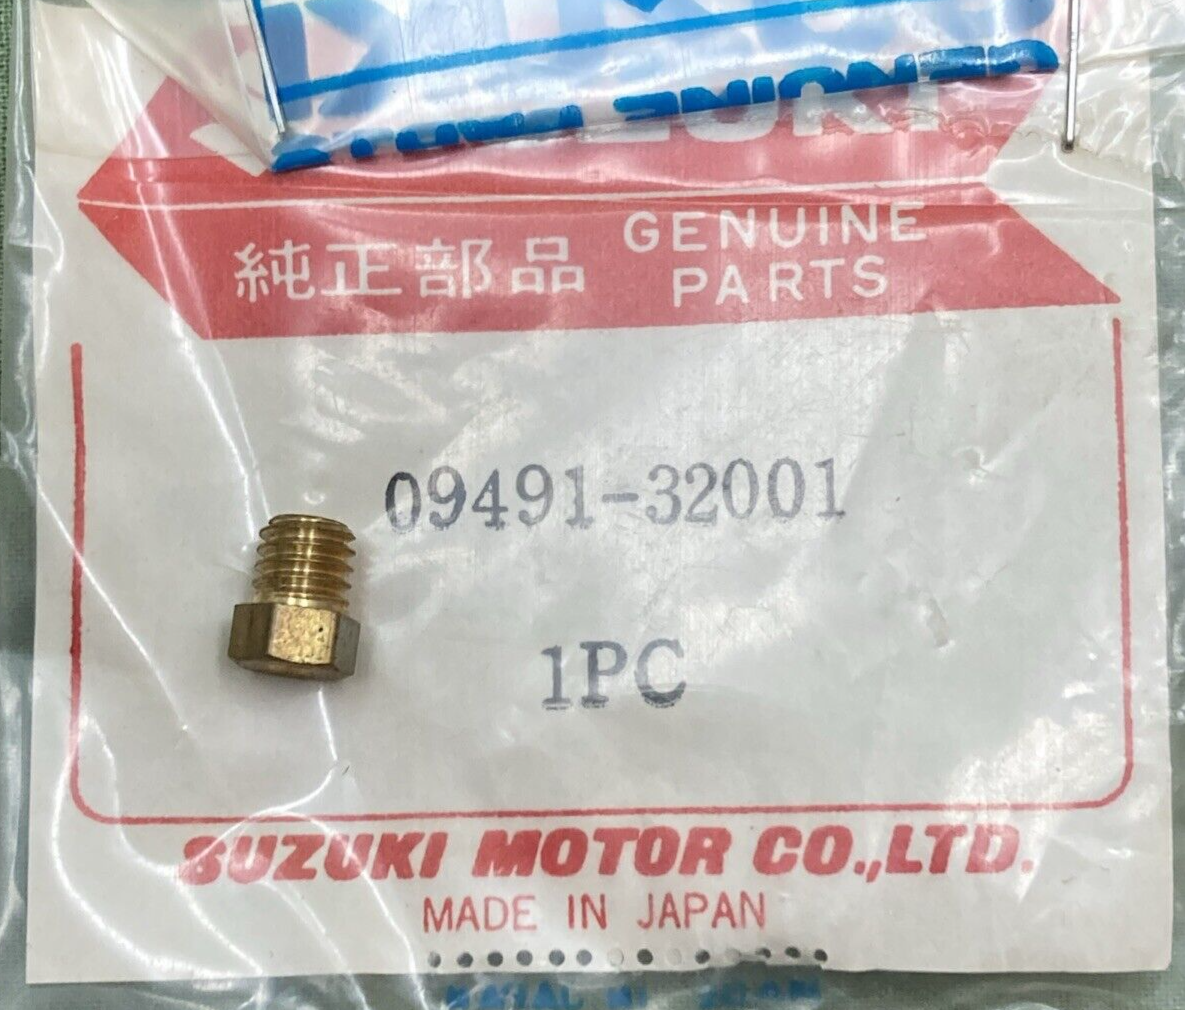 純正部品 GENUINE
PARTS
09491-32001
1PC
SUZUKI MOTOR CO.,LTD.
MADE IN JAPAN